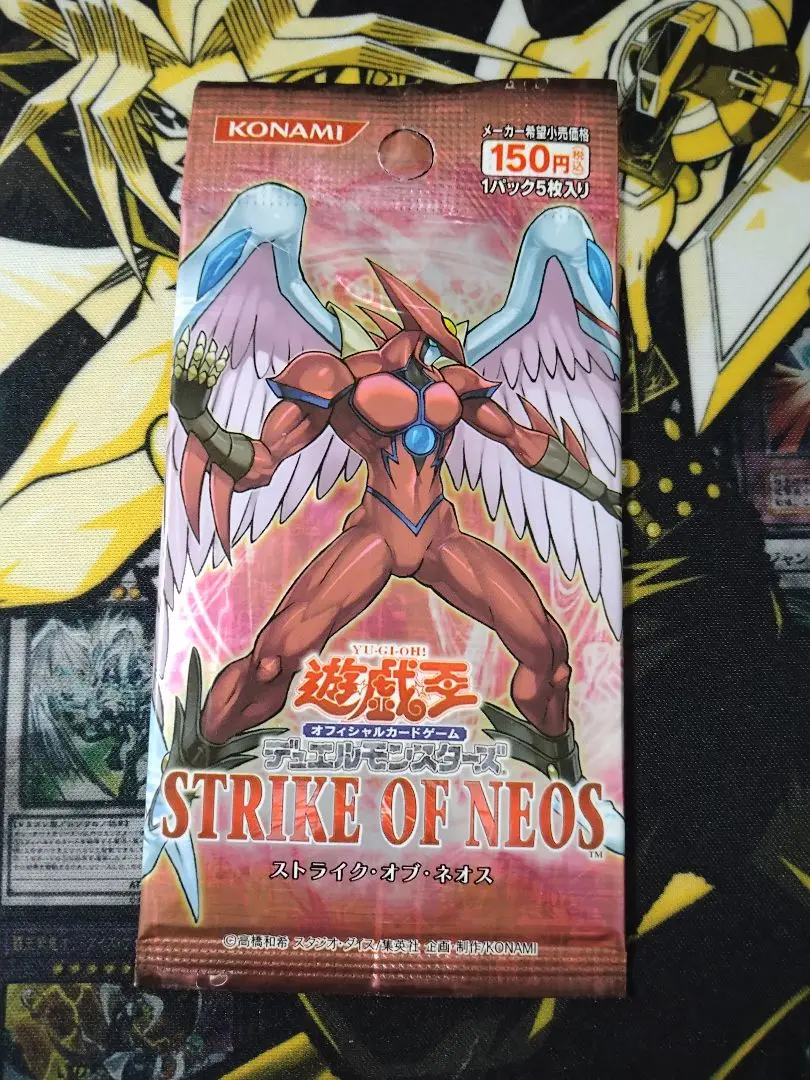 KONAMI
メーカー希望小売価格
150円税込
1パック5枚入り
YU-GI-OH!
遊戯王
オフィシャルカードゲーム
デュエルモンスターズ
STRIKE OF NEOS™
ストライク・オブ・ネオス
©高橋和希 スタジオ・ダイス/集英社 企画・制作/KONAMI